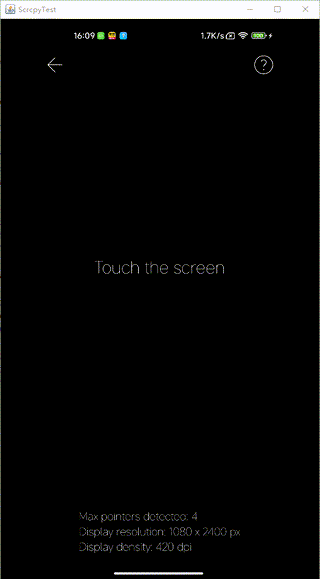 ScrcpyTest
16:09 1.7K/s
Touch the screen
Max pointers detected: 4
Display resolution: 1080 x 2400 px
Display density: 420 dpi